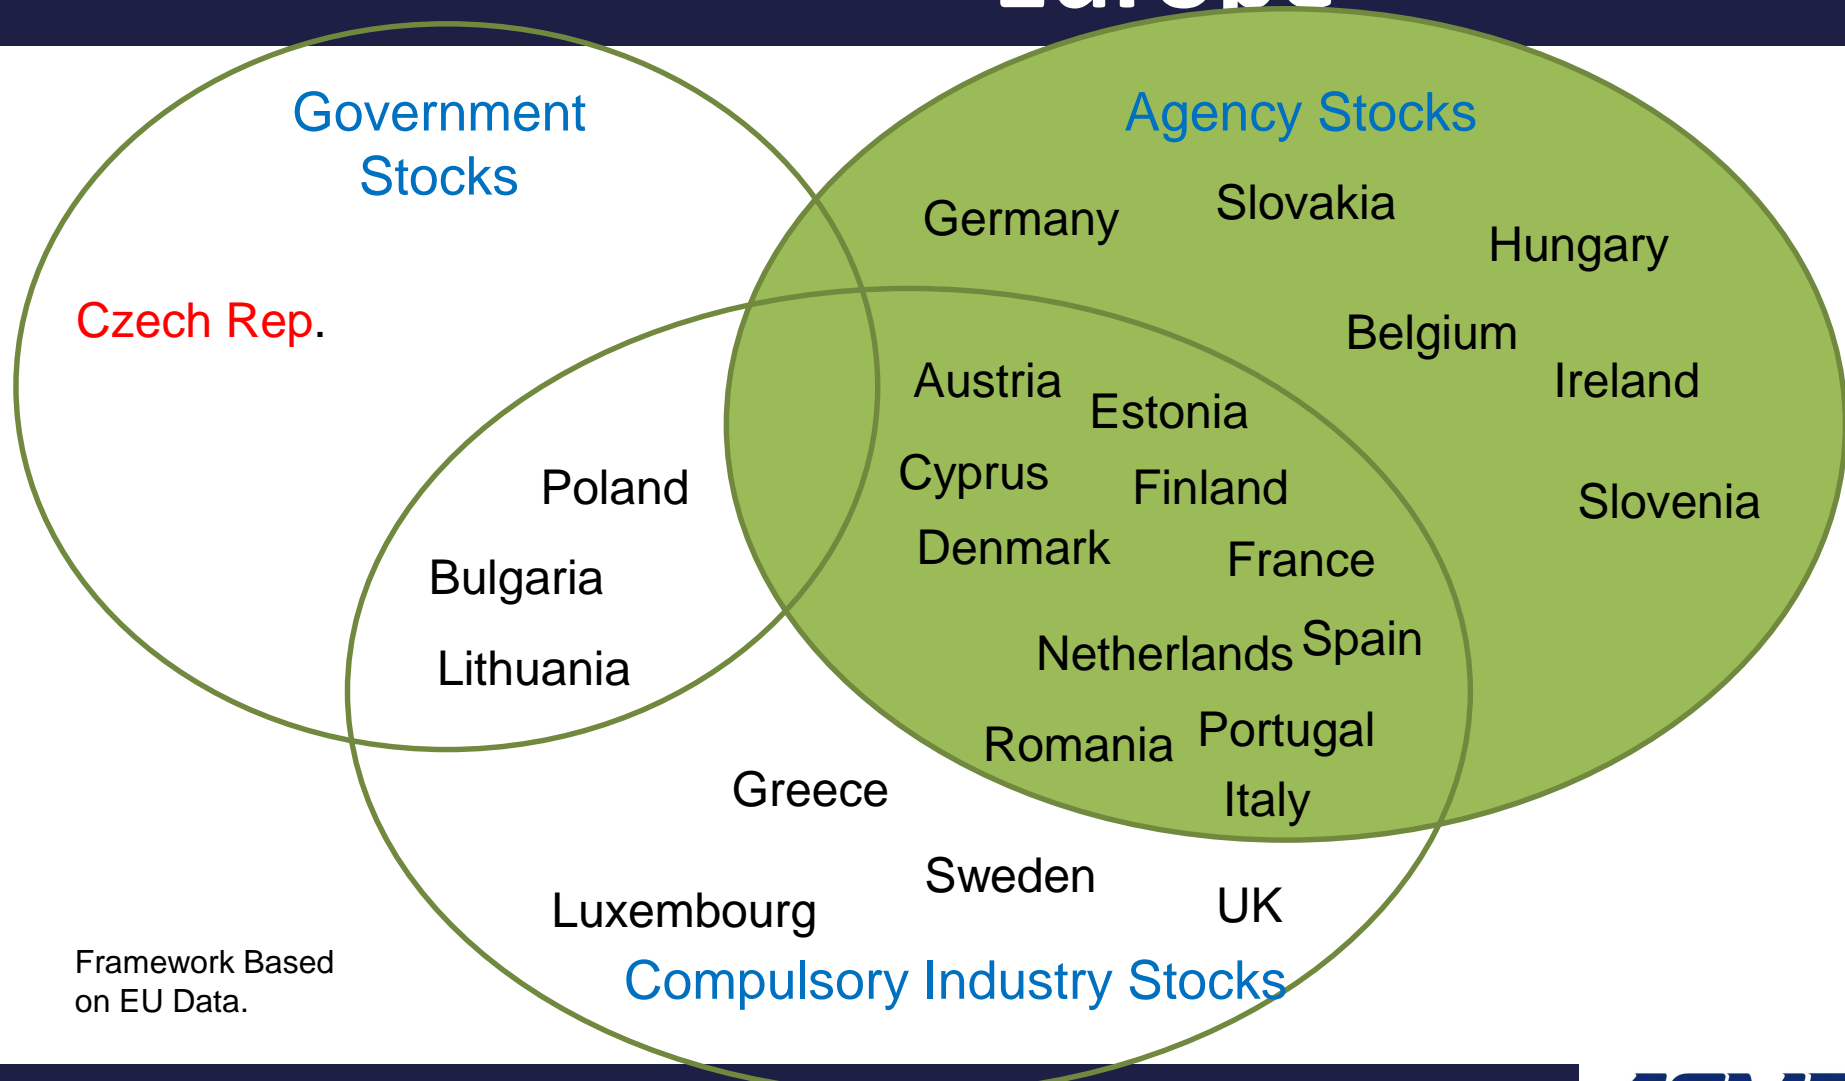 Europe
Government
Stocks
Agency Stocks
Germany
Slovakia
Hungary
Czech Rep.
Belgium
Austria
Estonia
Ireland
Poland
Cyprus
Finland
Slovenia
Bulgaria
Denmark
France
Lithuania
Netherlands
Spain
Romania
Portugal
Greece
Italy
Luxembourg
Sweden
UK
Compulsory Industry Stocks
Framework Based
on EU Data.